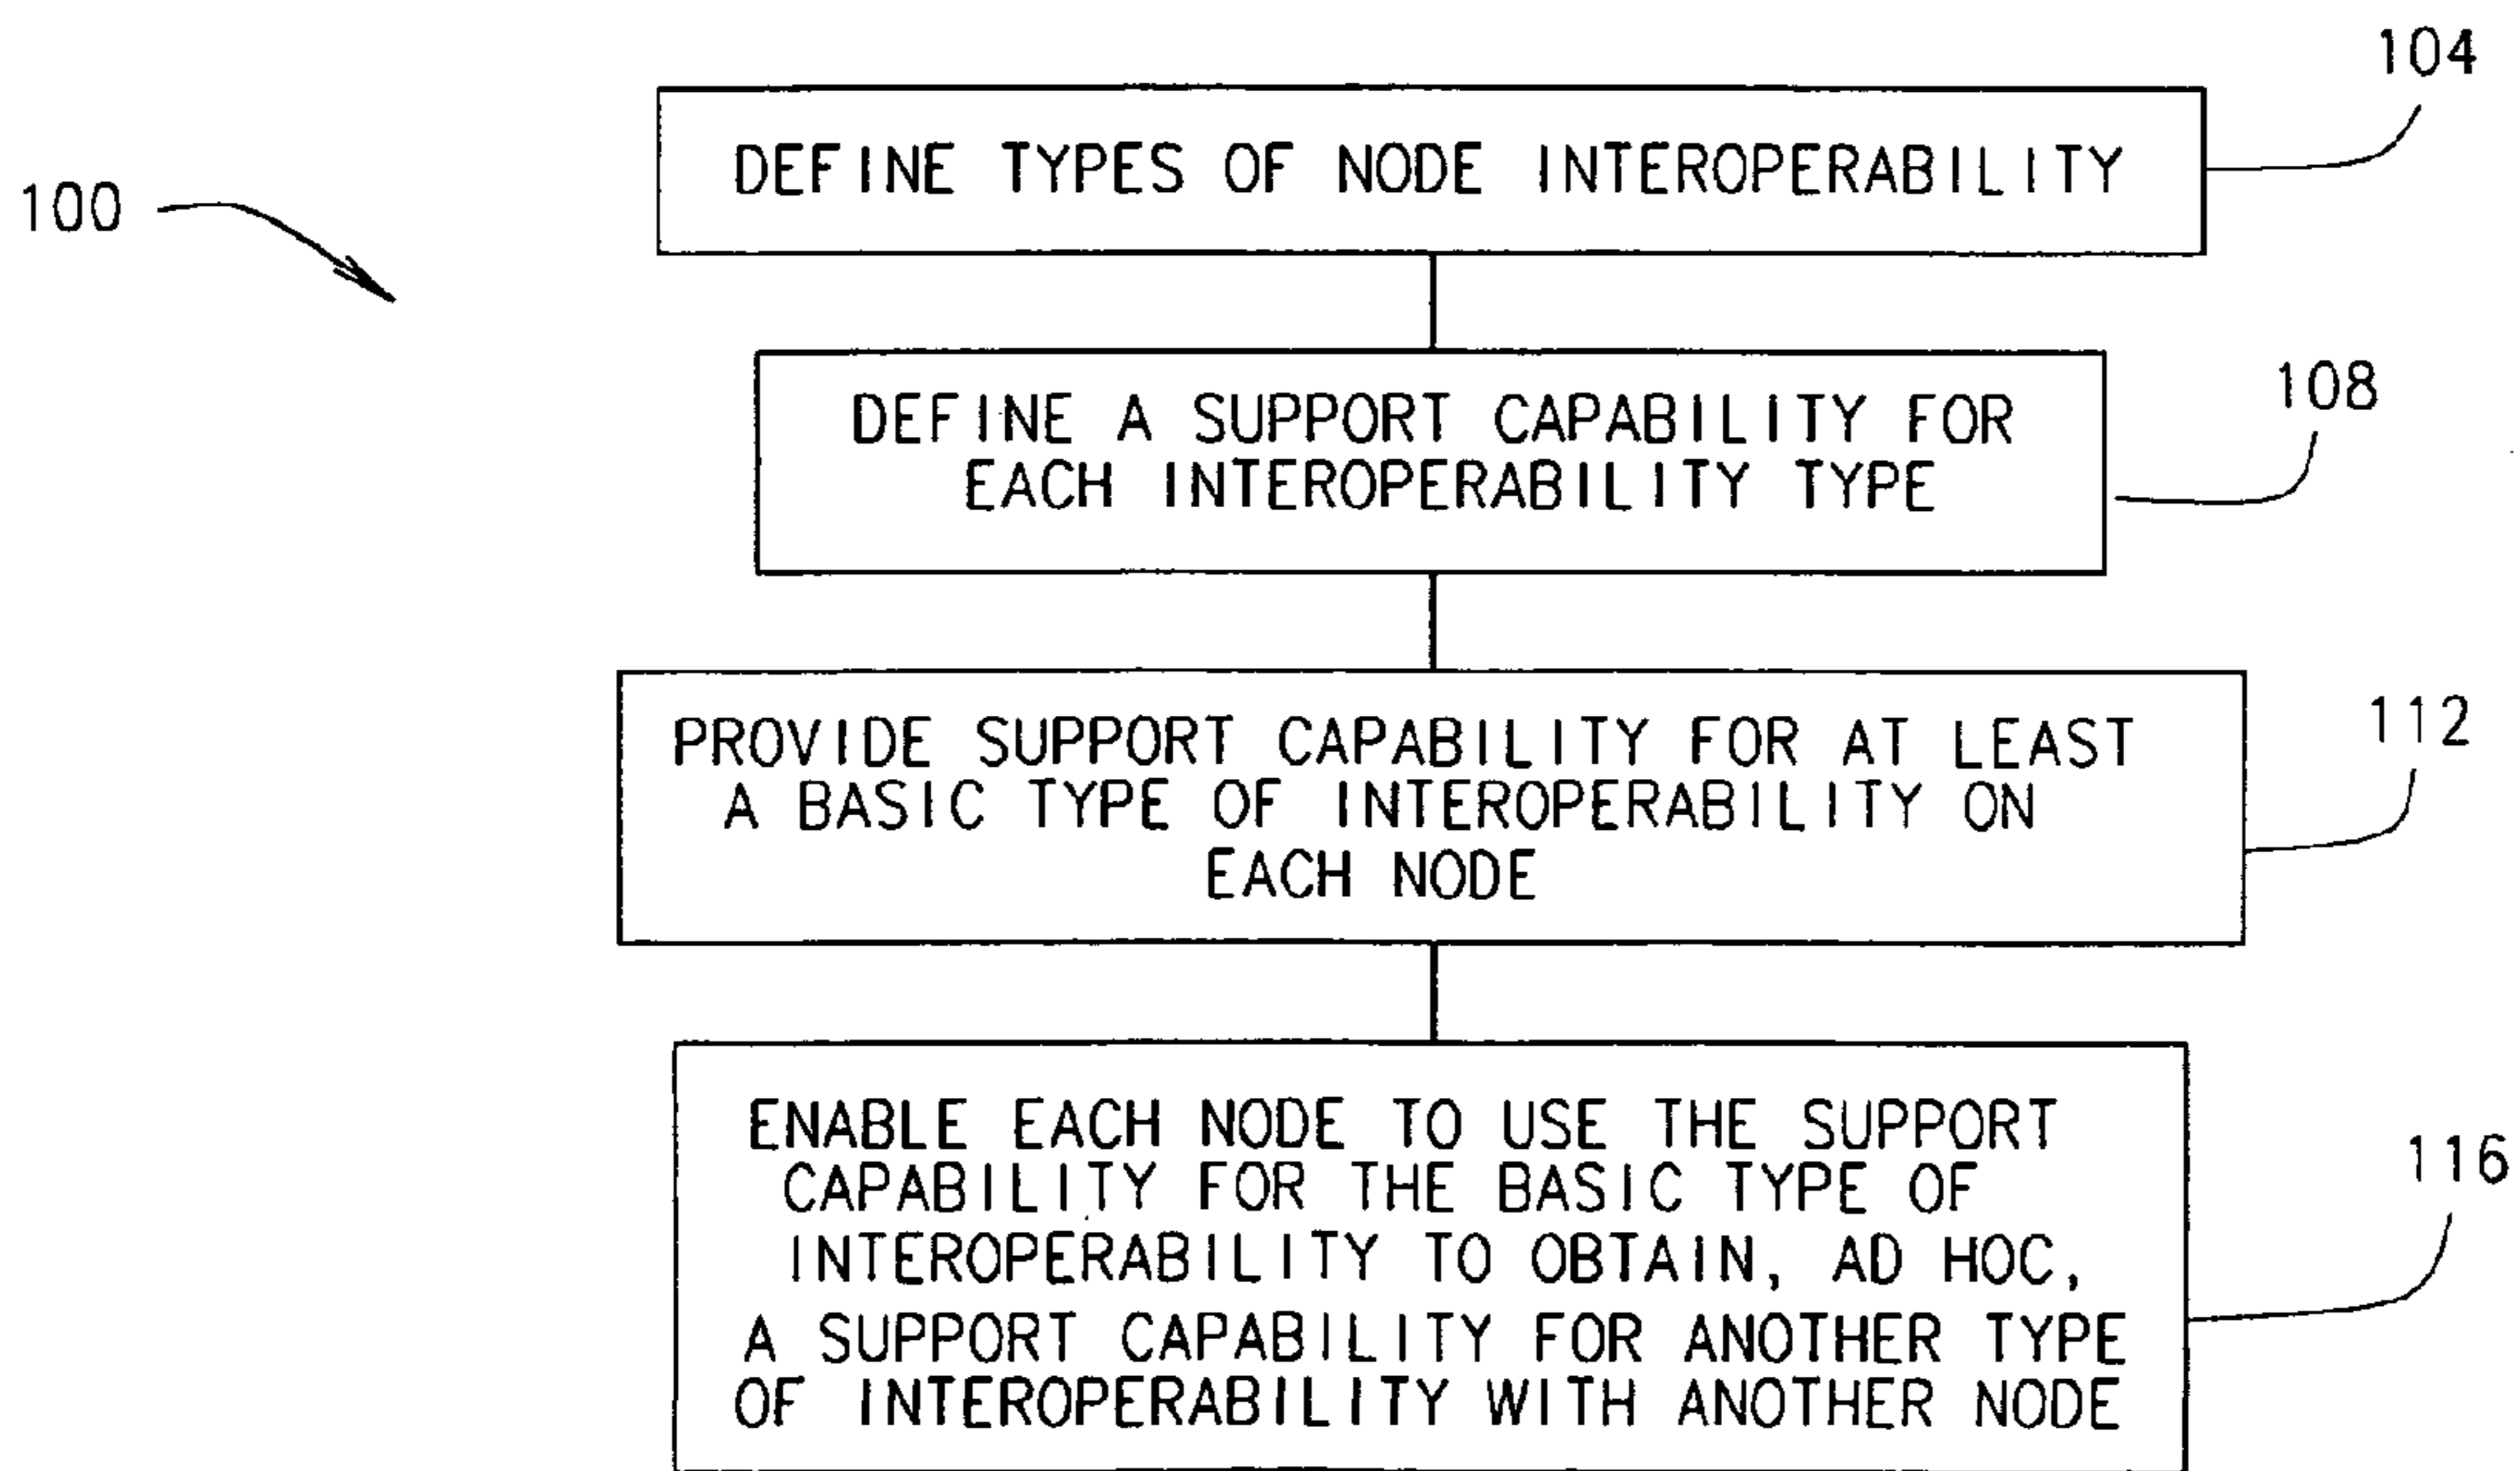 104
DEFINE TYPES OF NODE INTEROPERABILITY
100
108
DEFINE A SUPPORT CAPABILITY FOR
EACH INTEROPERABILITY TYPE
112
PROVIDE SUPPORT CAPABILITY FOR AT LEAST
A BASIC TYPE OF INTEROPERABILITY ON
EACH NODE
116
ENABLE EACH NODE TO USE THE SUPPORT
CAPABILITY FOR THE BASIC TYPE OF
INTEROPERABILITY TO OBTAIN, AD HOC,
A SUPPORT CAPABILITY FOR ANOTHER TYPE
OF INTEROPERABILITY WITH ANOTHER NODE